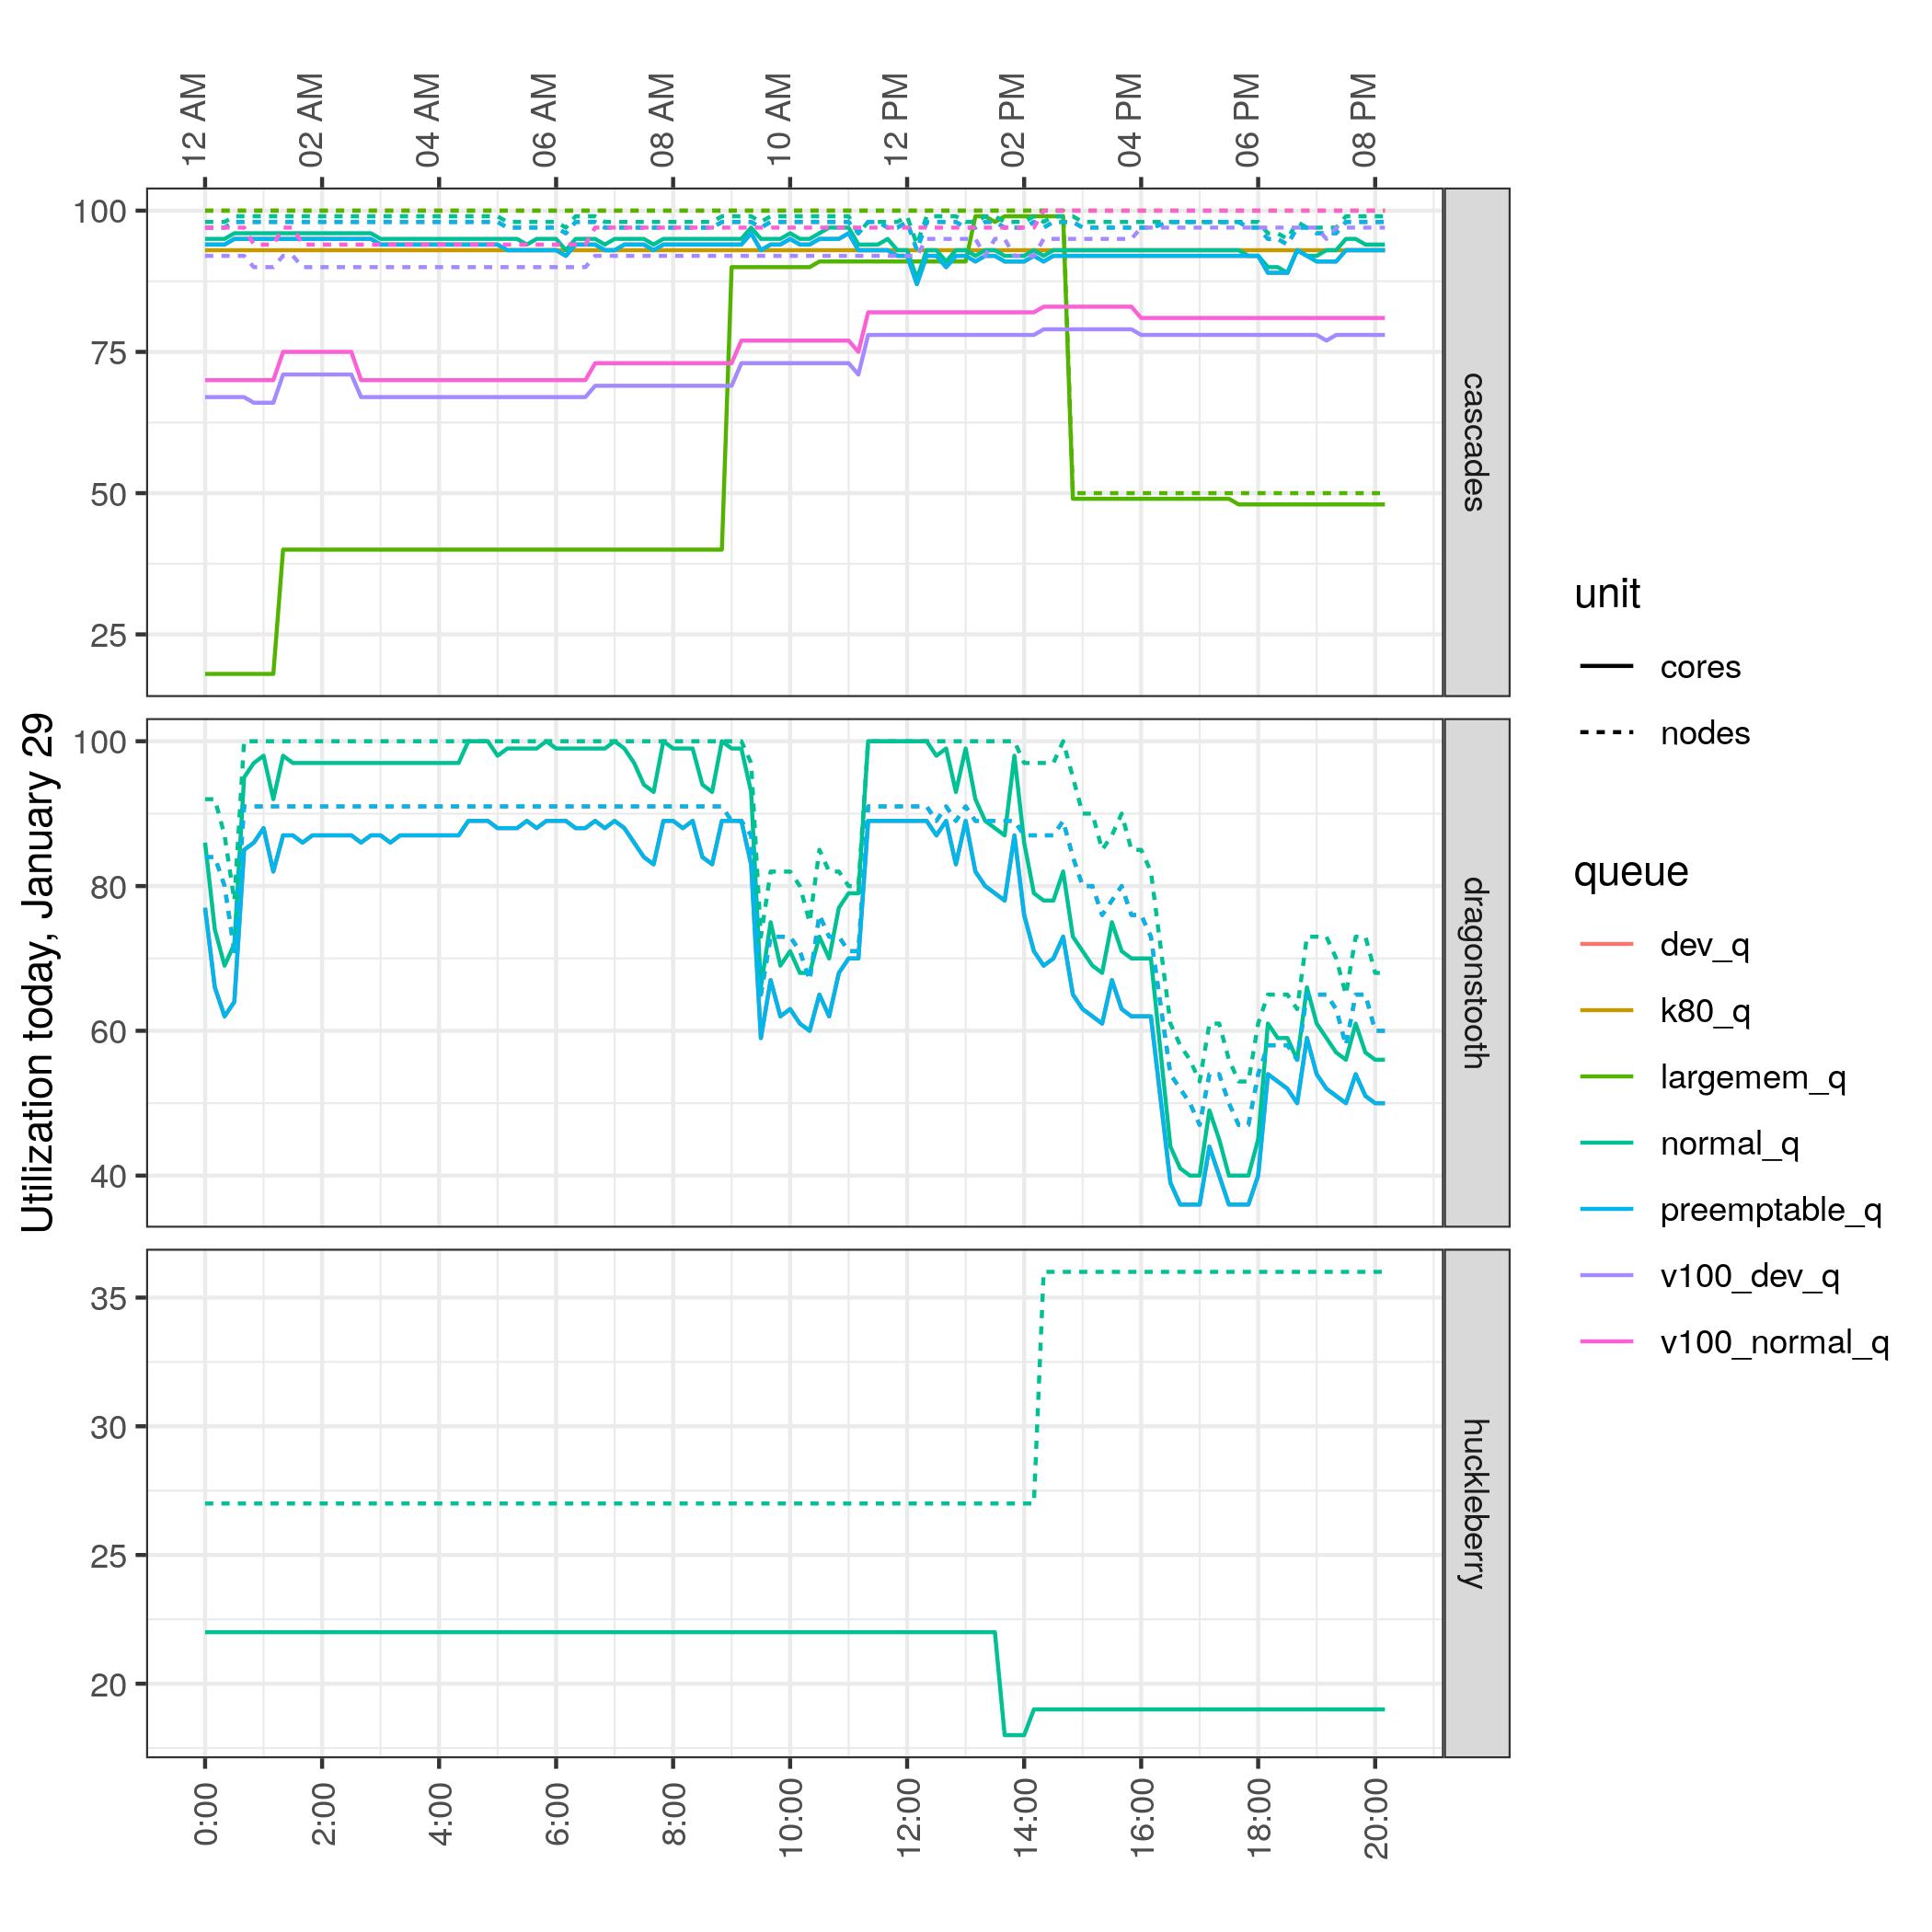 12 AM
02 AM
04 AM
06 AM
08 AM
10 AM
12 PM
02 PM
04 PM
06 PM
08 PM
Utilization today, January 29
100
75
50
25
cascades
100
80
60
40
dragonstooth
35
30
25
20
huckleberry
0:00
2:00
4:00
6:00
8:00
10:00
12:00
14:00
16:00
18:00
20:00
unit
cores
nodes
queue
dev_q
k80_q
largemem_q
normal_q
preemptable_q
v100_dev_q
v100_normal_q